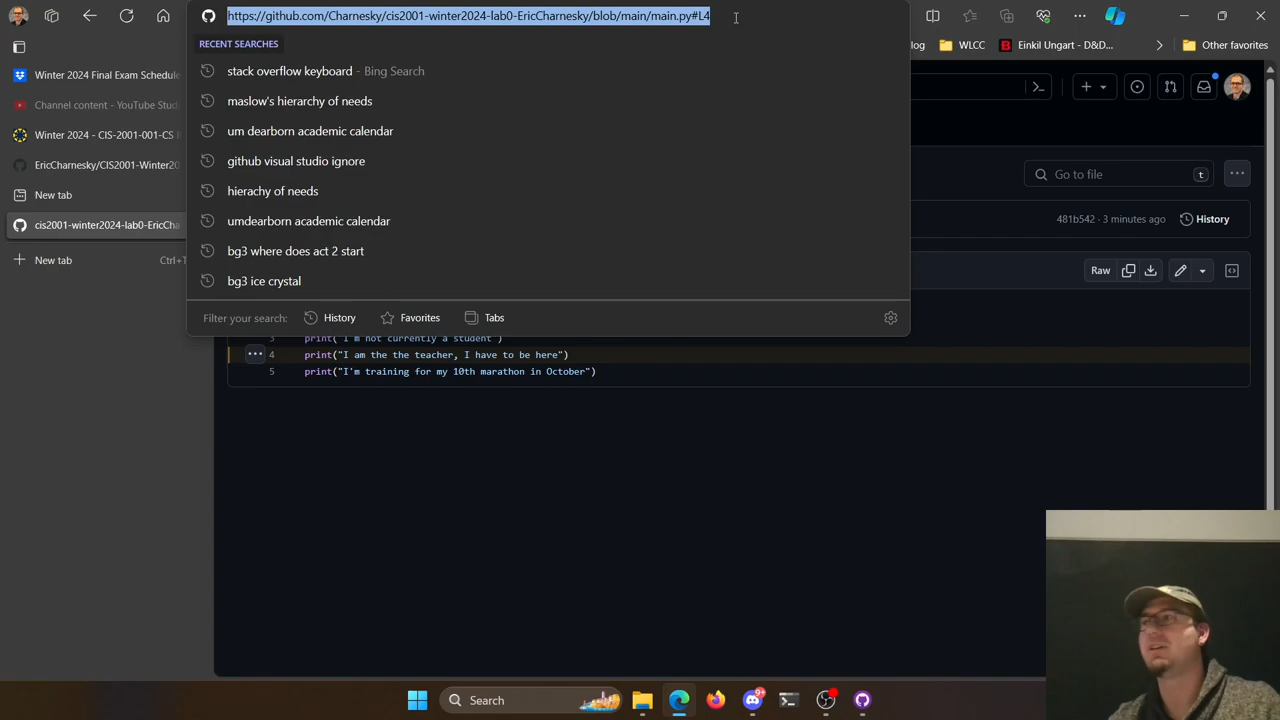 https://github.com/Charnesky/cis2001-winter2024-lab0-EricCharnesky/blob/main/main.py#L4
RECENT SEARCHES
stack overflow keyboard - Bing Search
maslow's hierarchy of needs
um dearborn academic calendar
github visual studio ignore
hierachy of needs
umdearborn academic calendar
bg3 where does act 2 start
bg3 ice crystal
Filter your search: History Favorites Tabs
Winter 2024 Final Exam Schedule
Channel content - YouTube Stud
Winter 2024 - CIS-2001-001-CS I
EricCharnesky/CIS2001-Winter20
New tab
cis2001-winter2024-lab0-EricCha
New tab Ctrl+T
log WLCC Einkil Ungart - D&D... Other favorites
Go to file t
481b542 · 3 minutes ago History
Raw
3 print("I'm not currently a student")
4 print("I am the the teacher, I have to be here")
5 print("I'm training for my 10th marathon in October")
Search
9+